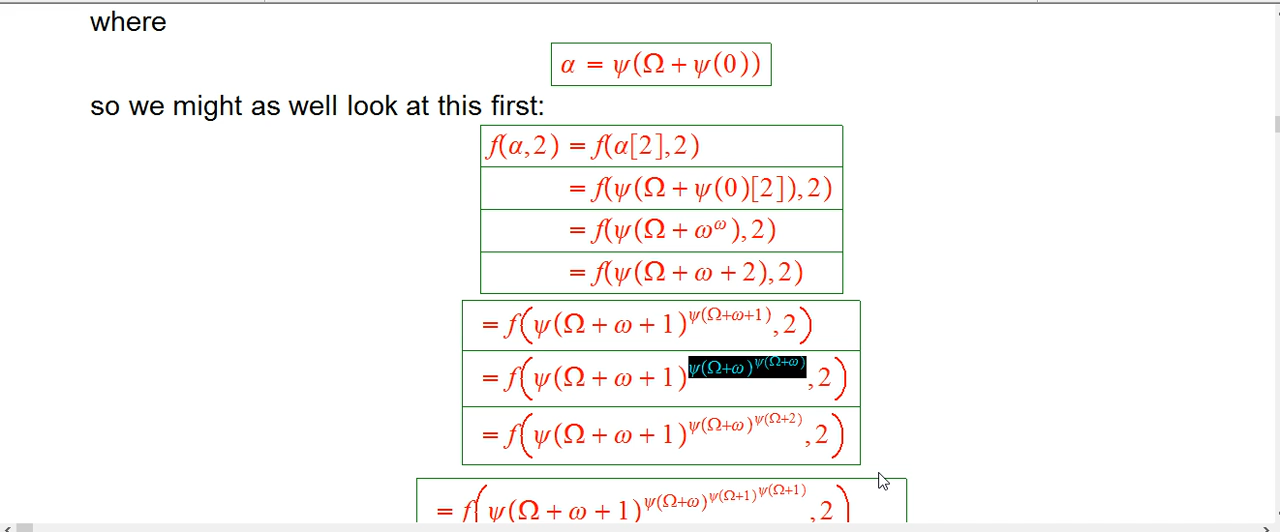 where
α = ψ(Ω + ψ(0))
so we might as well look at this first:
f(α,2) = f(α[2],2)
= f(ψ(Ω + ψ(0)[2]),2)
= f(ψ(Ω + ω^ω),2)
= f(ψ(Ω + ω + 2),2)
= f(ψ(Ω + ω + 1)^{ψ(Ω+ω+1)},2)
= f(ψ(Ω + ω + 1)^{ψ(Ω+ω)^{ψ(Ω+ω)}},2)
= f(ψ(Ω + ω + 1)^{ψ(Ω+ω)^{ψ(Ω+2)}},2)
= f(ψ(Ω + ω + 1)^{ψ(Ω+ω)^{ψ(Ω+1)^{ψ(Ω+1)}}},2)